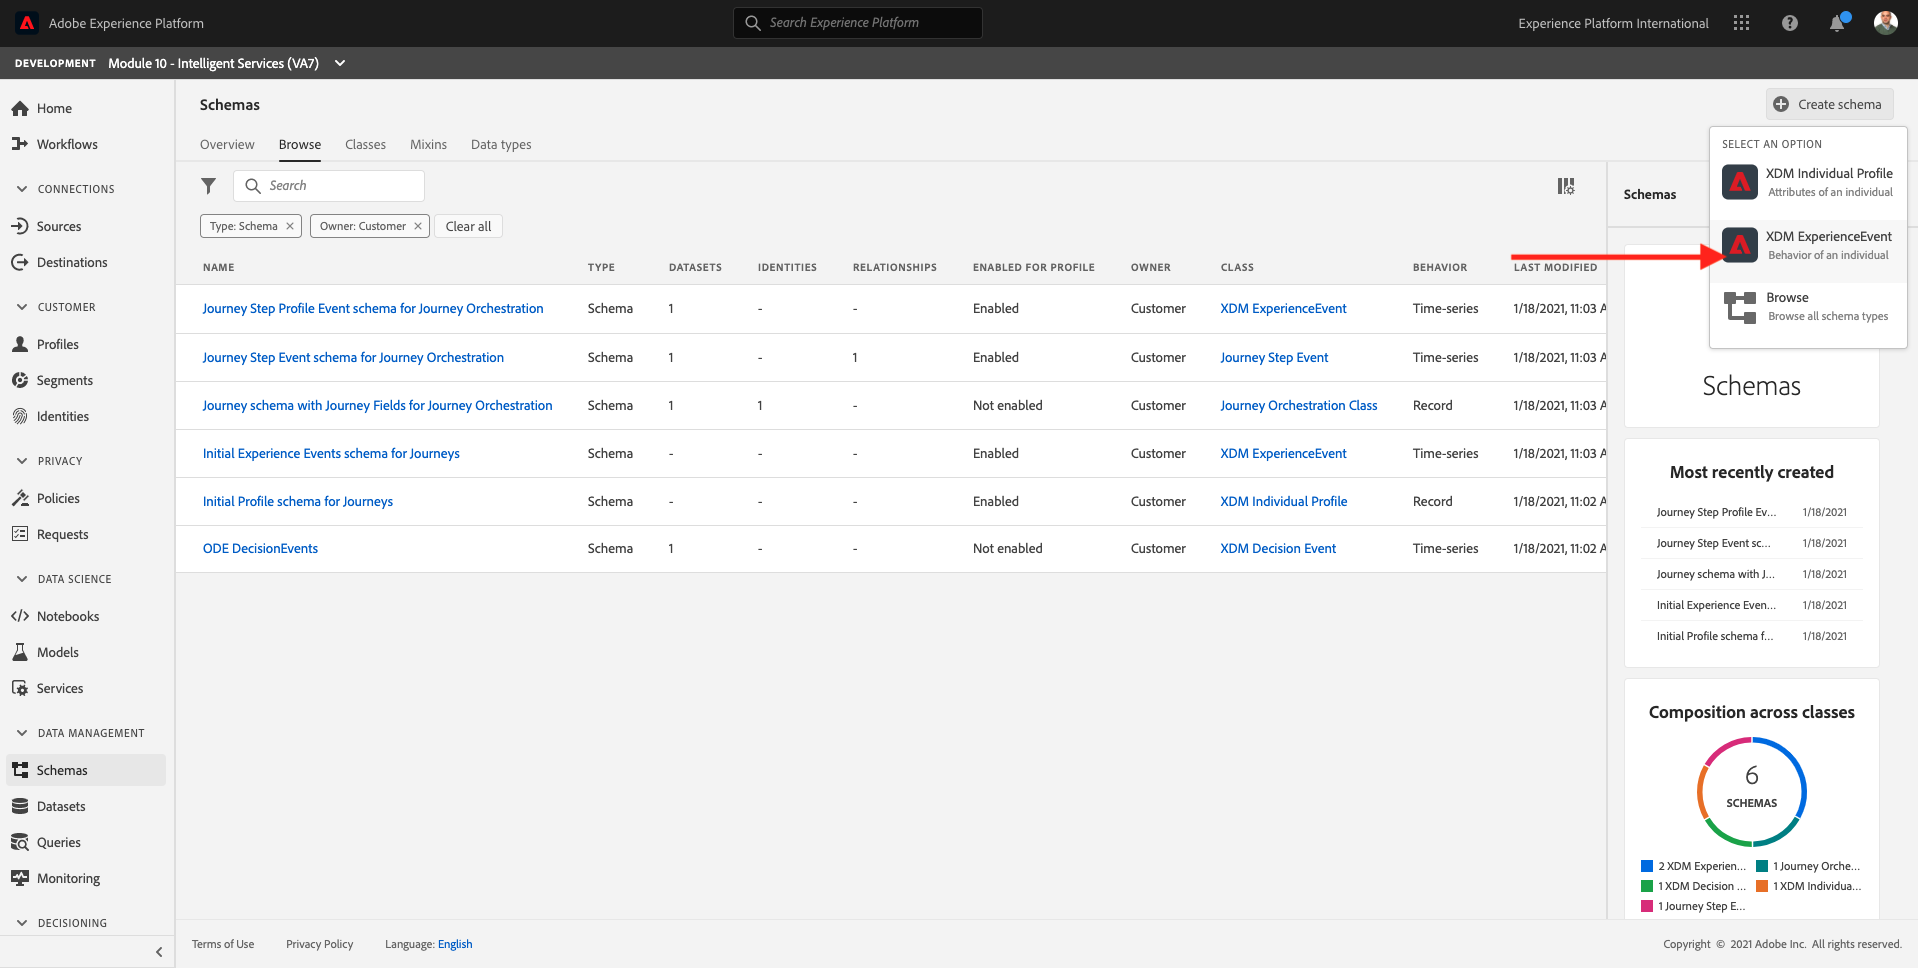 Adobe Experience Platform
Search Experience Platform
Experience Platform International
DEVELOPMENT Module 10 - Intelligent Services (VA7)
Home
Workflows
CONNECTIONS
Sources
Destinations
CUSTOMER
Profiles
Segments
Identities
PRIVACY
Policies
Requests
DATA SCIENCE
Notebooks
Models
Services
DATA MANAGEMENT
Schemas
Datasets
Queries
Monitoring
DECISIONING
Schemas
Create schema
Overview Browse Classes Mixins Data types
SELECT AN OPTION
XDM Individual Profile
Attributes of an individual
XDM ExperienceEvent
Behavior of an individual
Browse
Browse all schema types
Search
Type: Schema Owner: Customer Clear all
NAME TYPE DATASETS IDENTITIES RELATIONSHIPS ENABLED FOR PROFILE OWNER CLASS BEHAVIOR LAST MODIFIED
Journey Step Profile Event schema for Journey Orchestration Schema 1 - - Enabled Customer XDM ExperienceEvent Time-series 1/18/2021, 11:03 A
Journey Step Event schema for Journey Orchestration Schema 1 - 1 Enabled Customer Journey Step Event Time-series 1/18/2021, 11:03 A
Journey schema with Journey Fields for Journey Orchestration Schema 1 1 - Not enabled Customer Journey Orchestration Class Record 1/18/2021, 11:03 A
Initial Experience Events schema for Journeys Schema - - - Enabled Customer XDM ExperienceEvent Time-series 1/18/2021, 11:03 A
Initial Profile schema for Journeys Schema - - - Enabled Customer XDM Individual Profile Record 1/18/2021, 11:02 A
ODE DecisionEvents Schema 1 - - Not enabled Customer XDM Decision Event Time-series 1/18/2021, 11:02 A
Schemas
Schemas
Most recently created
Journey Step Profile Ev... 1/18/2021
Journey Step Event sc... 1/18/2021
Journey schema with J... 1/18/2021
Initial Experience Even... 1/18/2021
Initial Profile schema f... 1/18/2021
Composition across classes
6
SCHEMAS
2 XDM Experien... 1 Journey Orche...
1 XDM Decision ... 1 XDM Individua...
1 Journey Step E...
Terms of Use Privacy Policy Language: English
Copyright © 2021 Adobe Inc. All rights reserved.